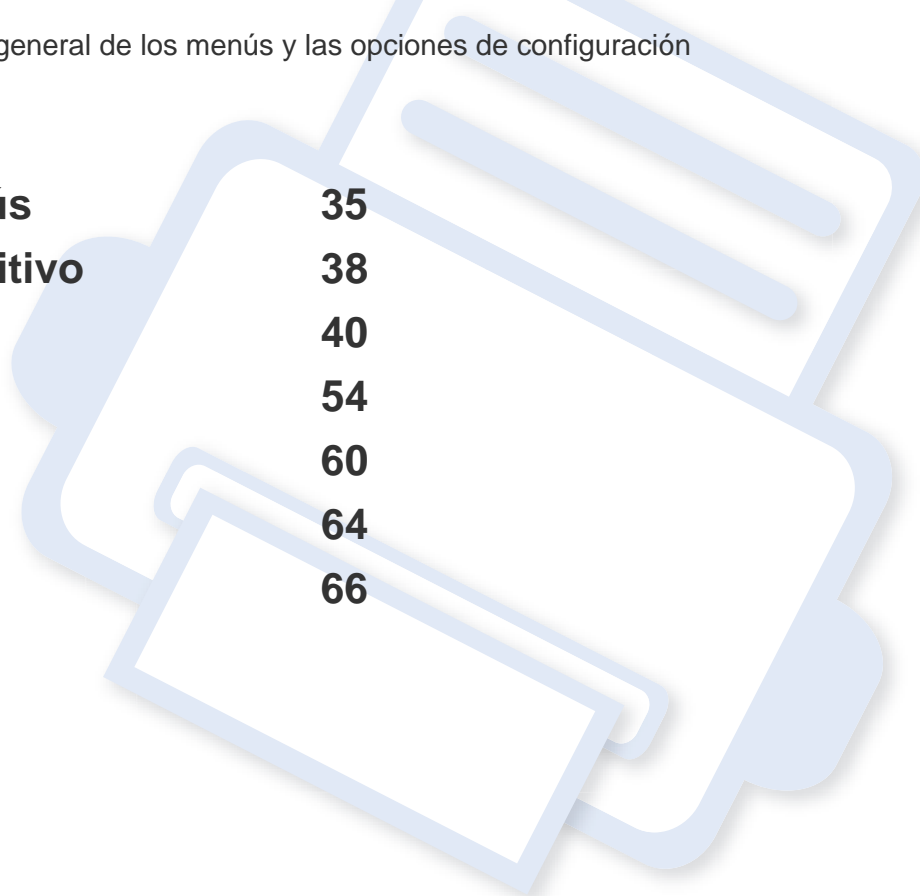 general de los menús y las opciones de configuración
ús 35
itivo 38
40
54
60
64
66